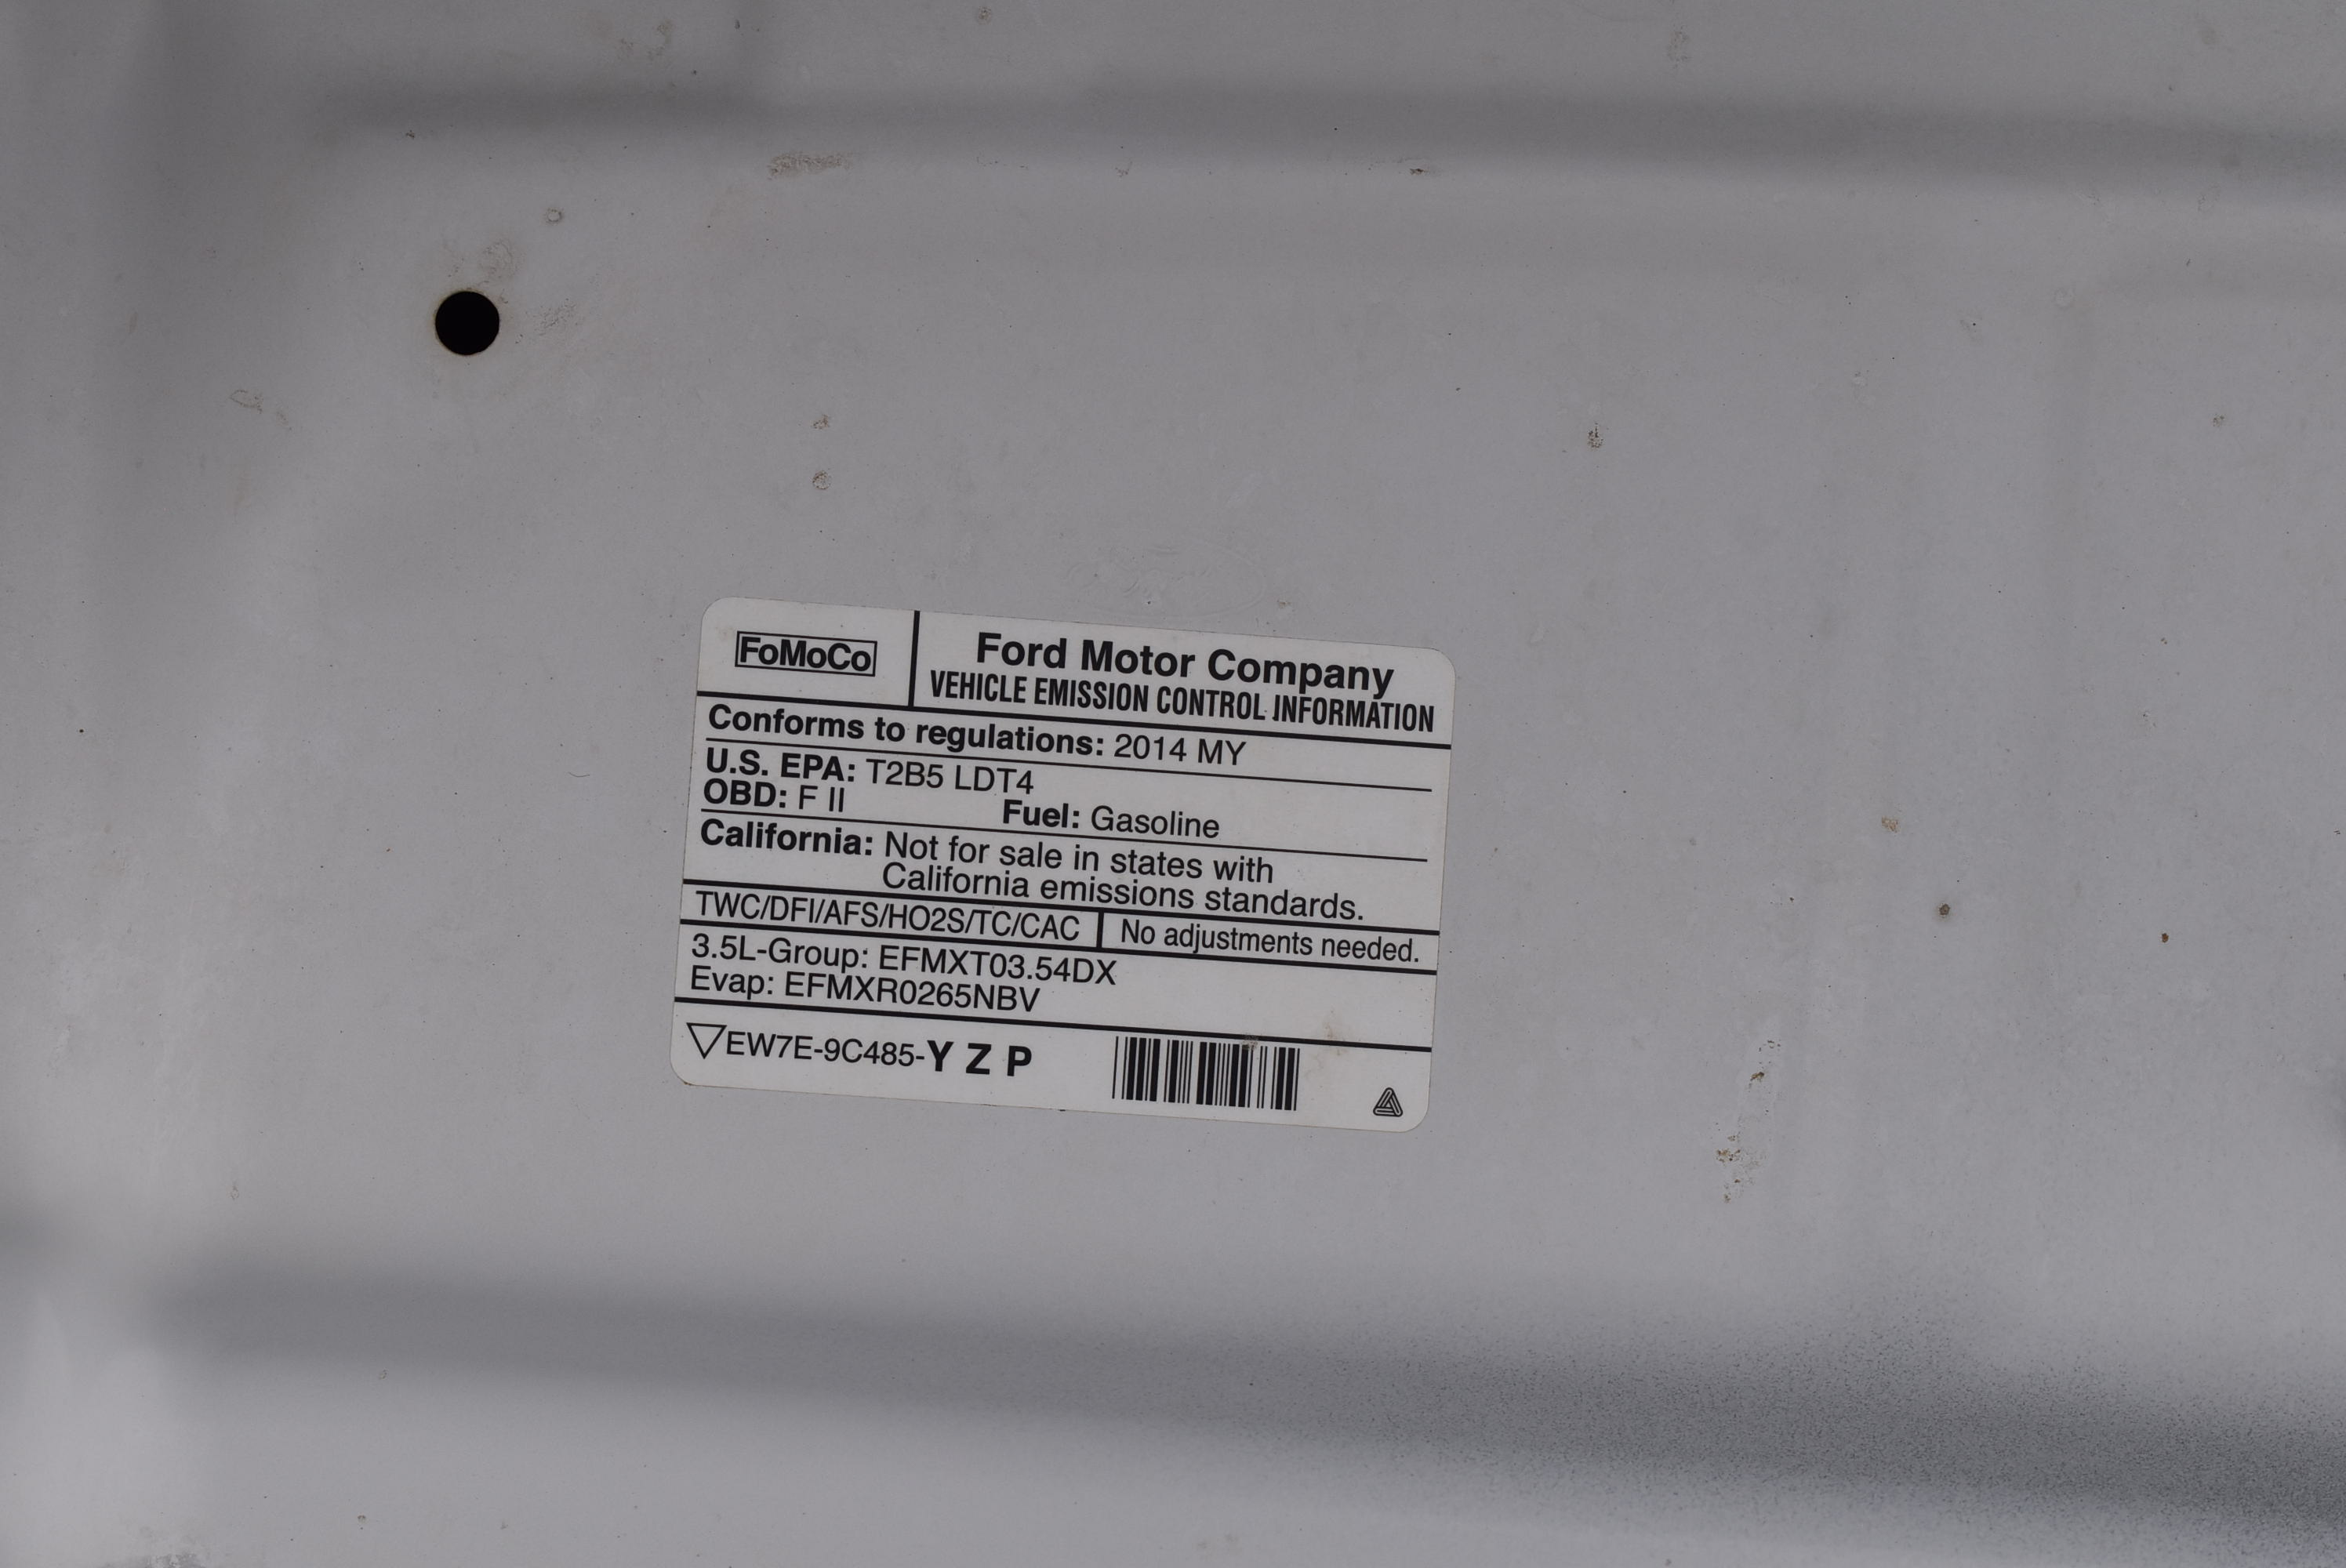 FoMoCo
Ford Motor Company
VEHICLE EMISSION CONTROL INFORMATION
Conforms to regulations: 2014 MY
U.S. EPA: T2B5 LDT4
OBD: F II Fuel: Gasoline
California: Not for sale in states with
California emissions standards.
TWC/DFI/AFS/HO2S/TC/CAC No adjustments needed.
3.5L-Group: EFMXT03.54DX
Evap: EFMXR0265NBV
EW7E-9C485-Y Z P